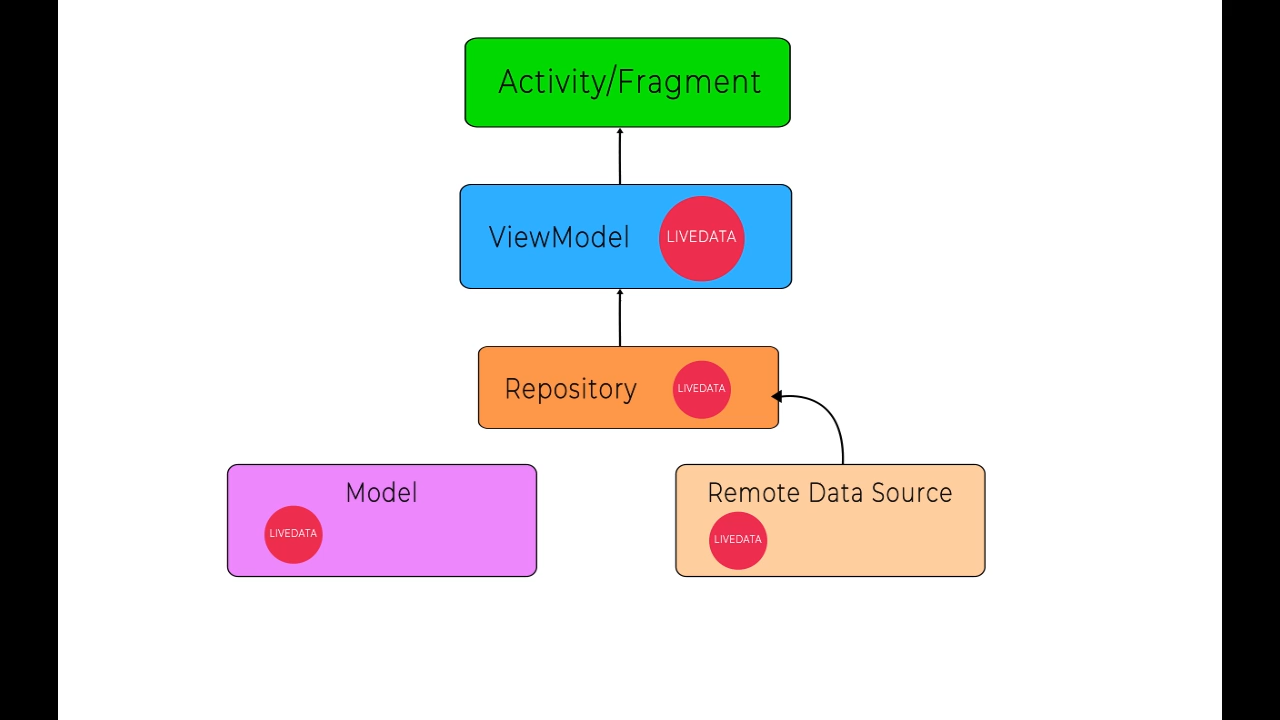 Activity/Fragment
ViewModel
LIVEDATA
Repository
LIVEDATA
Model
LIVEDATA
Remote Data Source
LIVEDATA